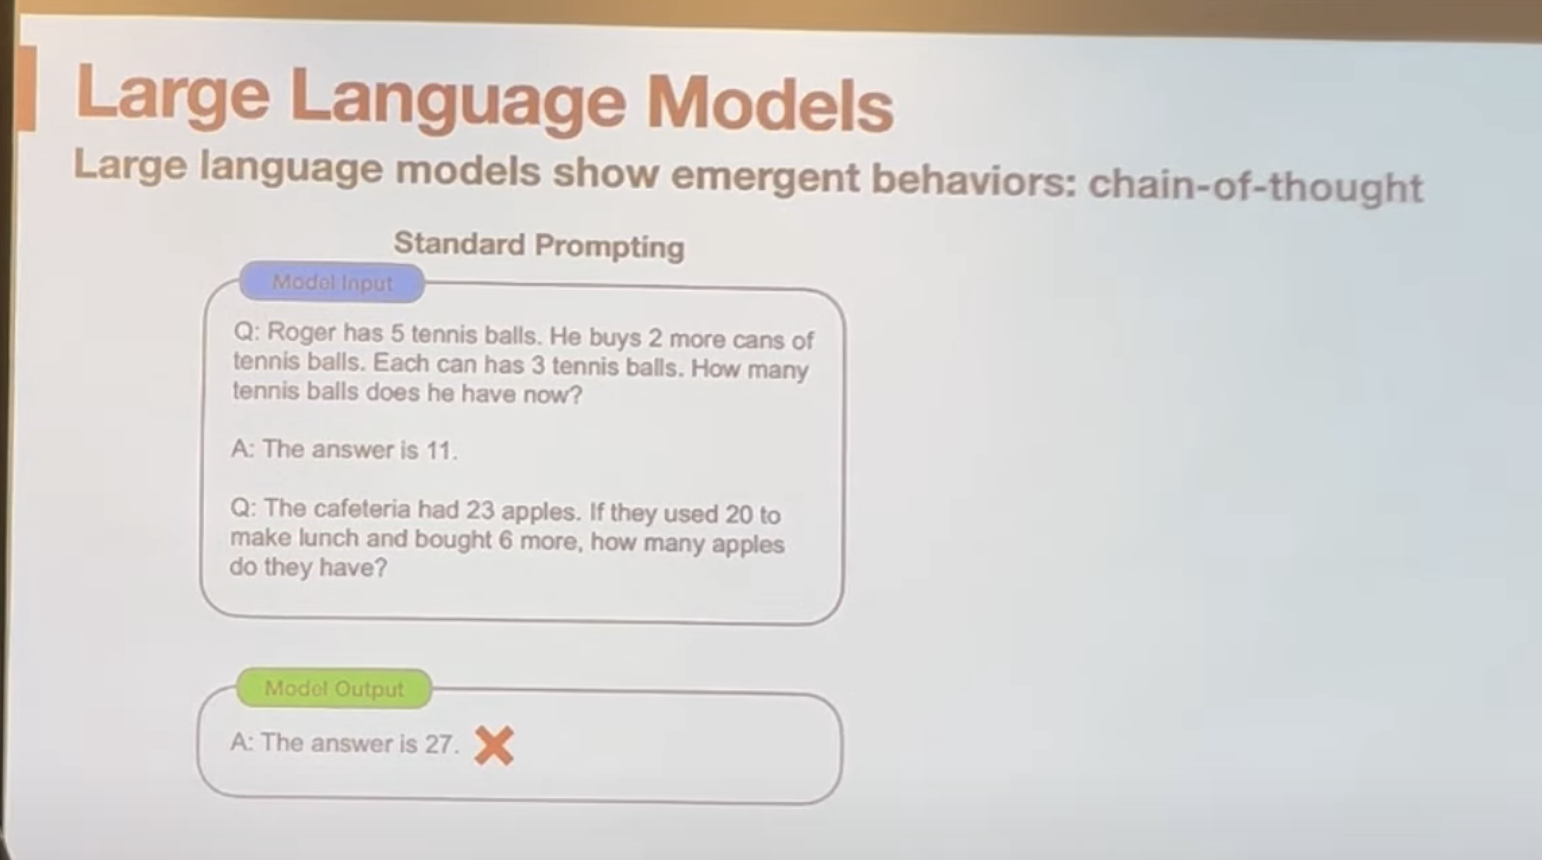 Large Language Models
Large language models show emergent behaviors: chain-of-thought
Standard Prompting
Model Input
Q: Roger has 5 tennis balls. He buys 2 more cans of
tennis balls. Each can has 3 tennis balls. How many
tennis balls does he have now?
A: The answer is 11.
Q: The cafeteria had 23 apples. If they used 20 to
make lunch and bought 6 more, how many apples
do they have?
Model Output
A: The answer is 27.